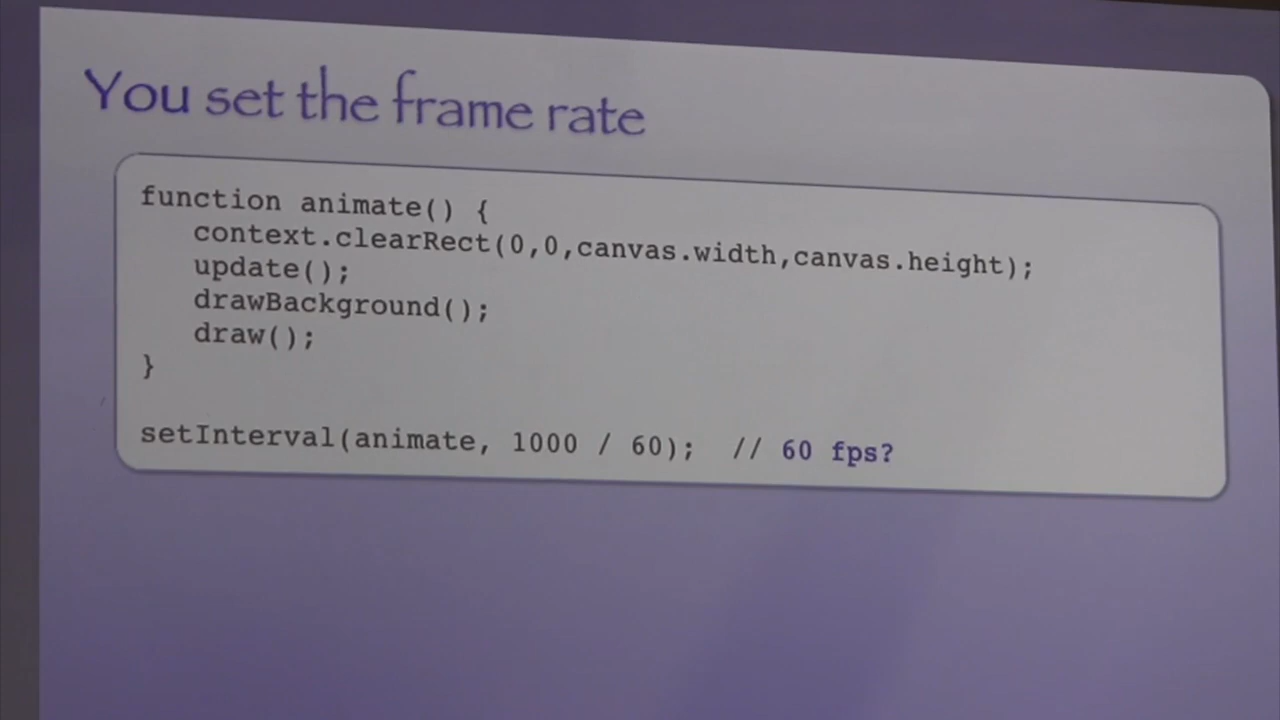 You set the frame rate
function animate() {
context.clearRect(0,0,canvas.width,canvas.height);
update();
drawBackground();
draw();
}
setInterval(animate, 1000 / 60);  // 60 fps?